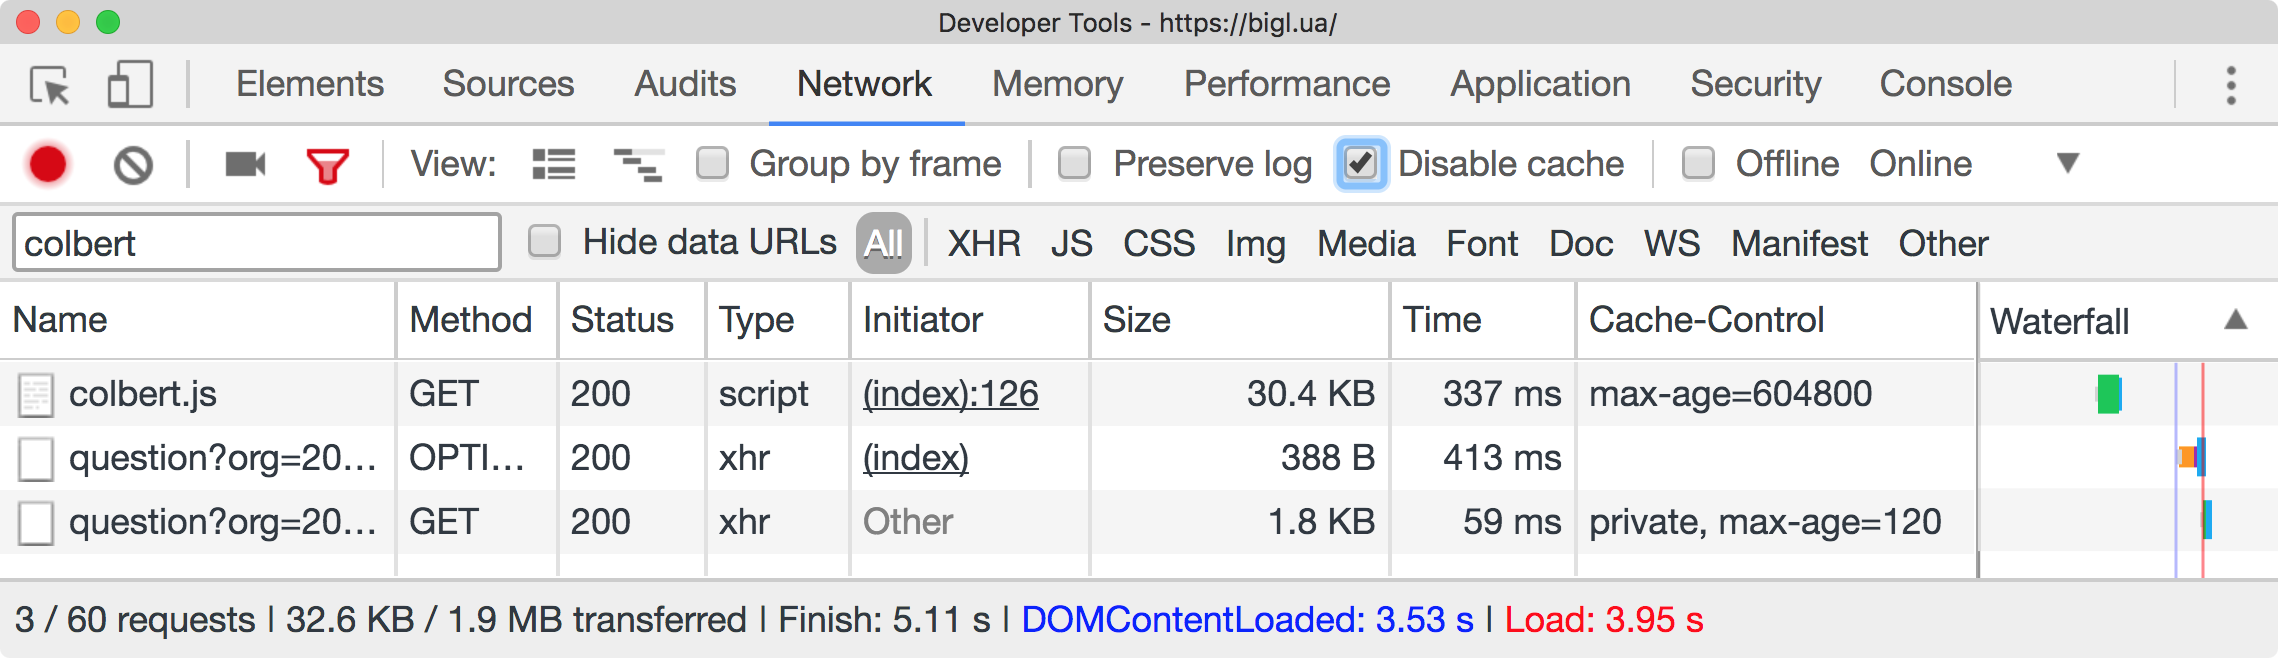 Developer Tools - https://bigl.ua/
Elements Sources Audits Network Memory Performance Application Security Console
View: Group by frame Preserve log Disable cache Offline Online
colbert Hide data URLs All XHR JS CSS Img Media Font Doc WS Manifest Other
Name Method Status Type Initiator Size Time Cache-Control Waterfall
colbert.js GET 200 script (index):126 30.4 KB 337 ms max-age=604800
question?org=20... OPTI... 200 xhr (index) 388 B 413 ms
question?org=20... GET 200 xhr Other 1.8 KB 59 ms private, max-age=120
3 / 60 requests | 32.6 KB / 1.9 MB transferred | Finish: 5.11 s | DOMContentLoaded: 3.53 s | Load: 3.95 s